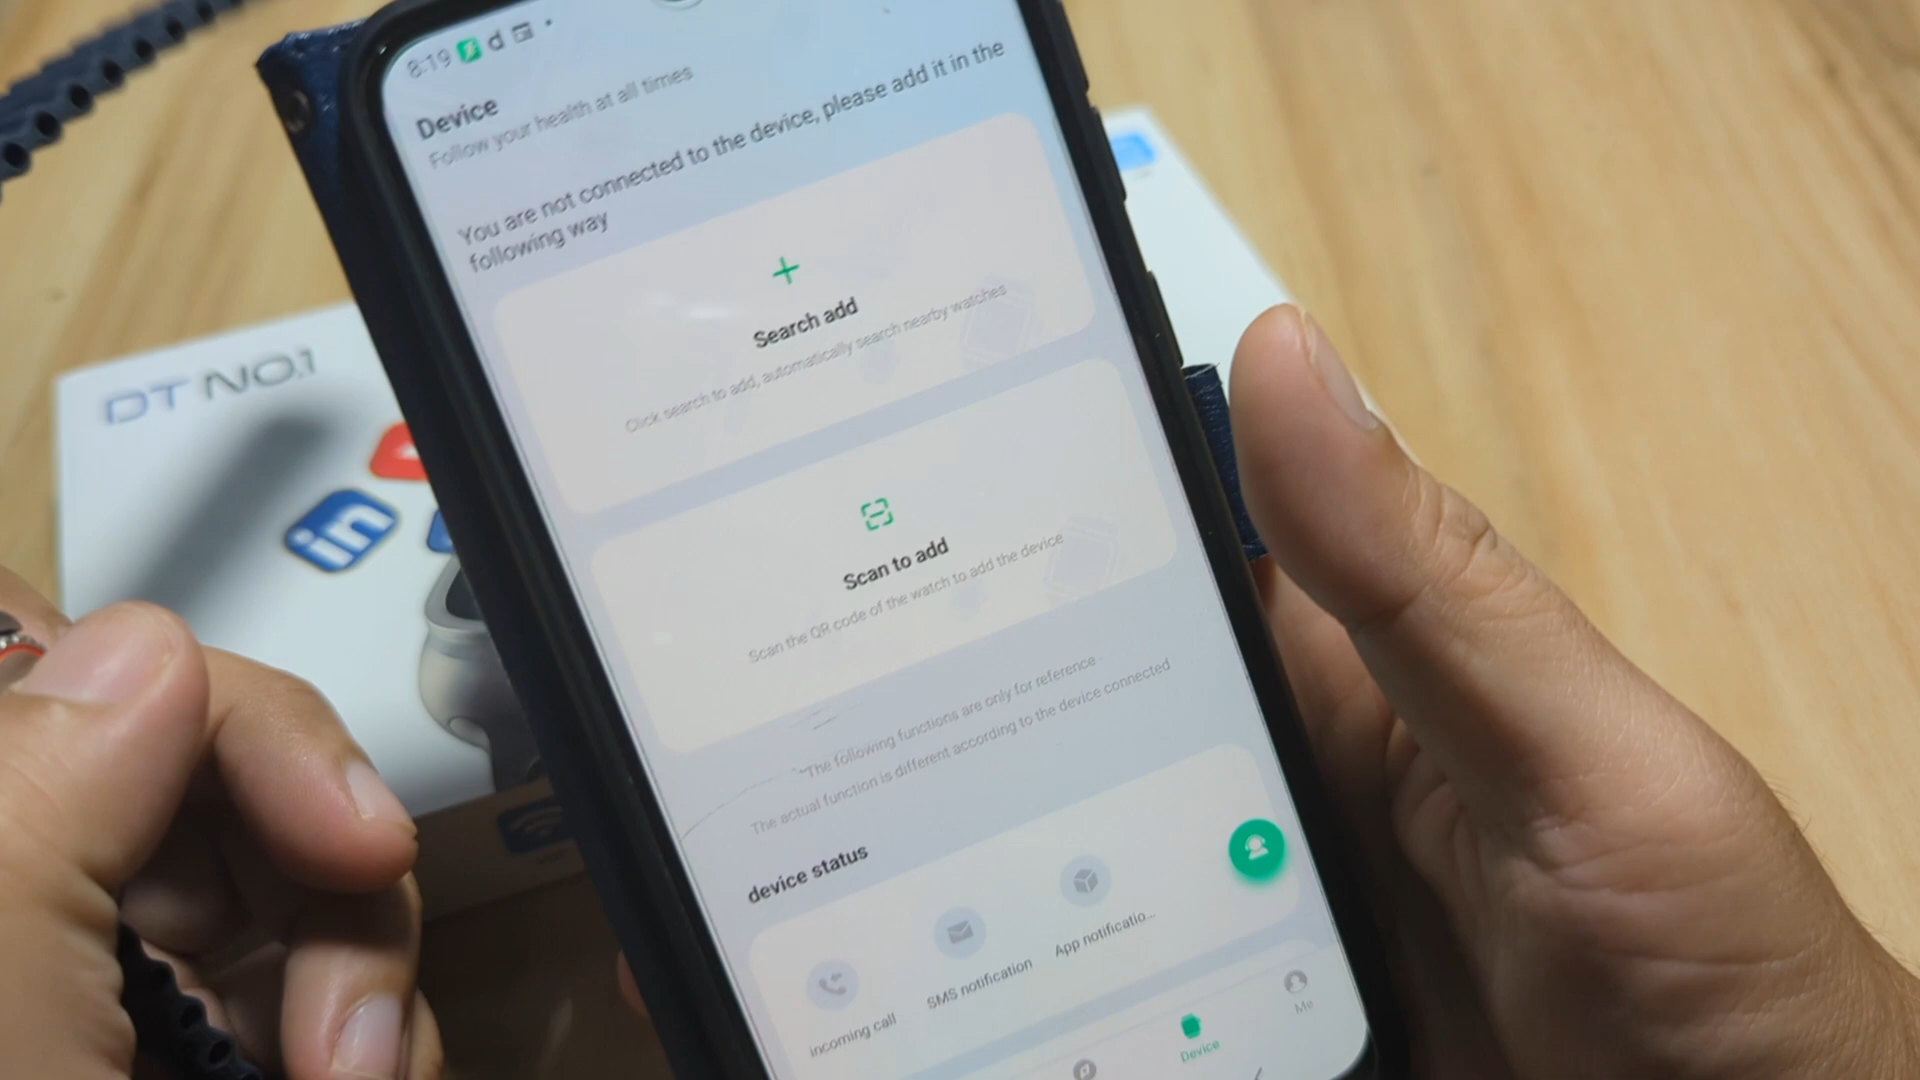 8:19
Device
Follow your health at all times
You are not connected to the device, please add it in the
following way
Search add
Click search to add, automatically search nearby watches
Scan to add
Scan the QR code of the watch to add the device
The following functions are only for reference
The actual function is different according to the device connected
device status
incoming call
SMS notification
App notificatio...
Device
Me
DT NO.1
in